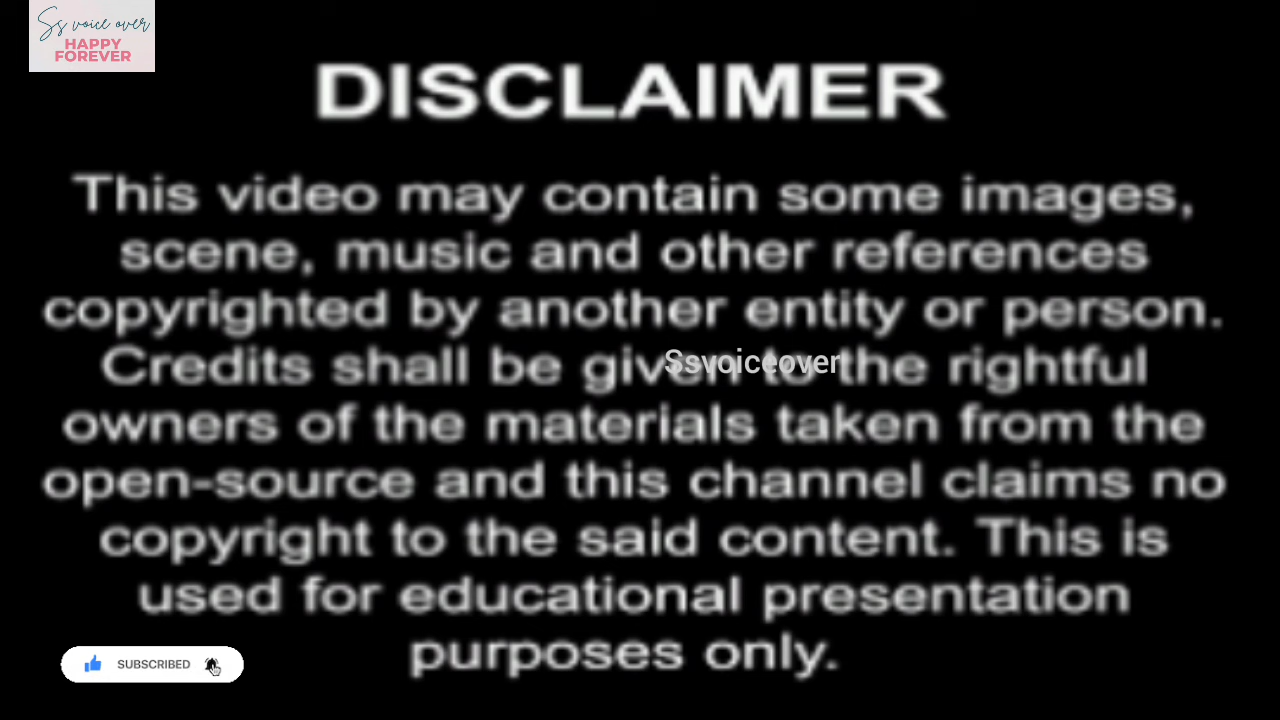 Ss voice over
HAPPY
FOREVER
DISCLAIMER
This video may contain some images,
scene, music and other references
copyrighted by another entity or person.
Credits shall be given to the rightful
Ssvoiceover
owners of the materials taken from the
open-source and this channel claims no
copyright to the said content. This is
used for educational presentation
purposes only.
SUBSCRIBED